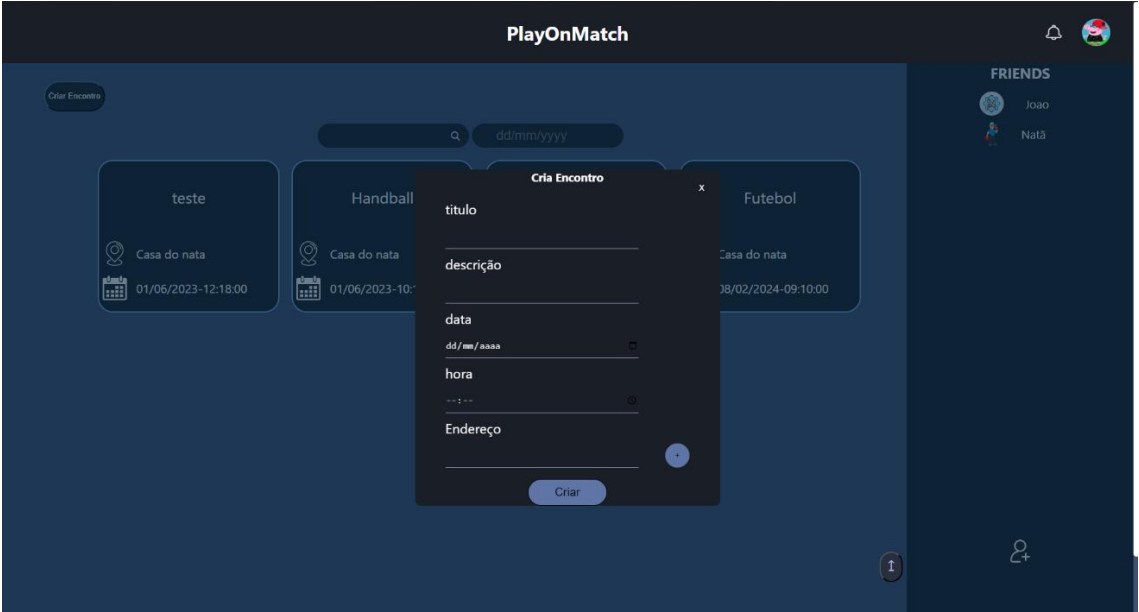 PlayOnMatch
FRIENDS
Criar Encontro
Joao
dd/mm/yyyy
Natã
Cria Encontro
x
teste
Handball
titulo
Futebol
Casa do nata
Casa do nata
descrição
Casa do nata
01/06/2023-12:18:00
01/06/2023-10:
08/02/2024-09:10:00
data
dd/mm/aaaa
hora
--:--
Endereço
+
Criar